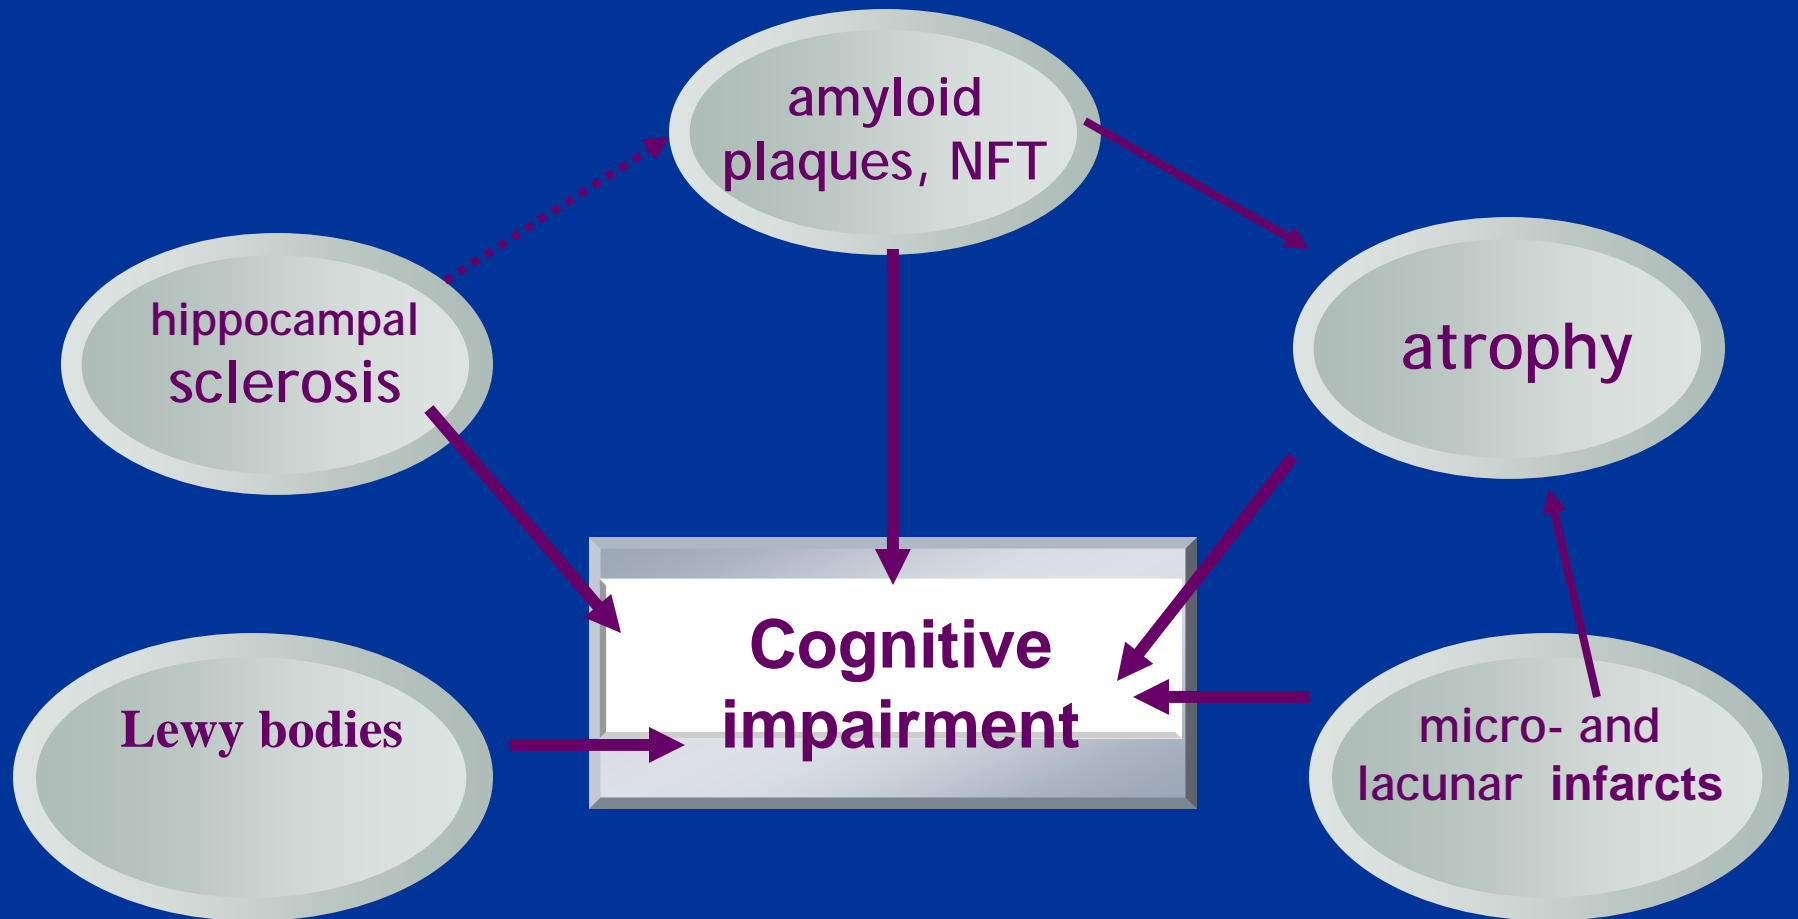 amyloid
plaques, NFT
hippocampal
sclerosis
atrophy
Cognitive
impairment
Lewy bodies
micro- and
lacunar infarcts